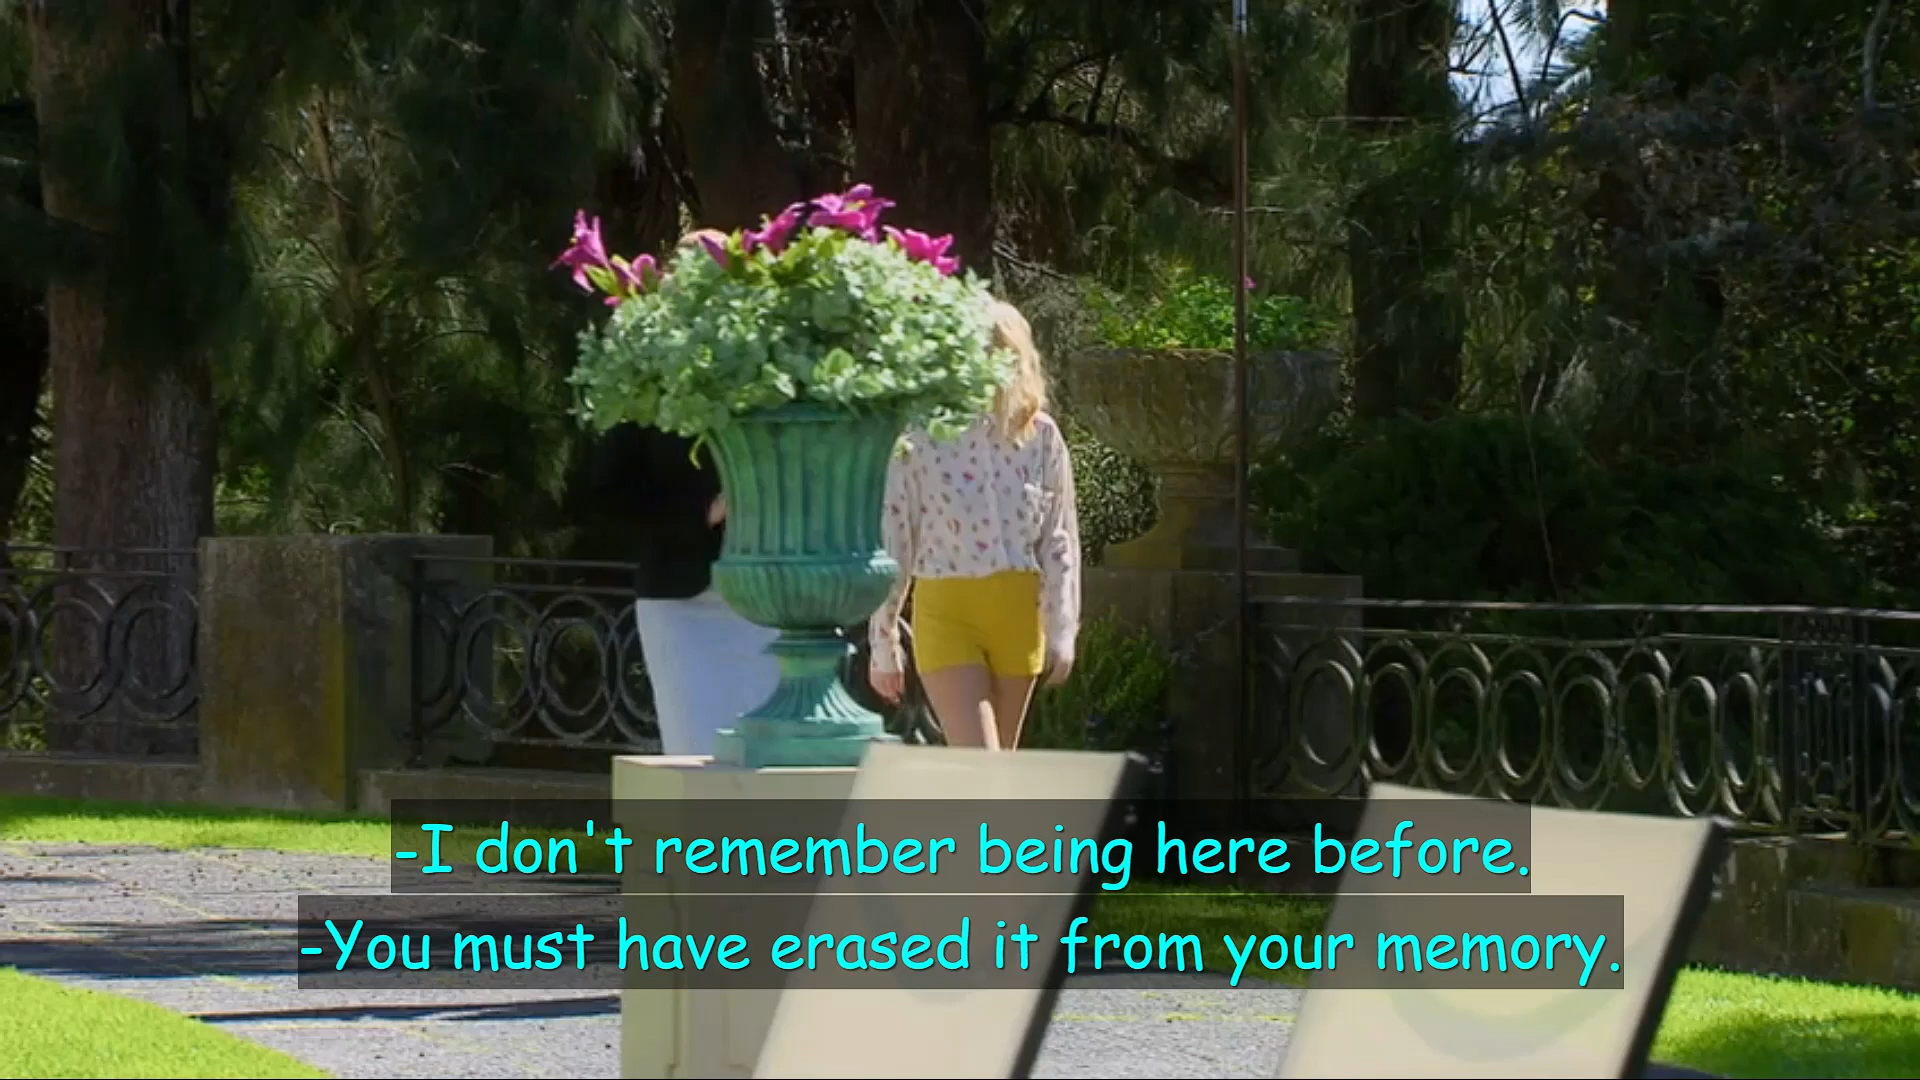 -I don't remember being here before.
-You must have erased it from your memory.